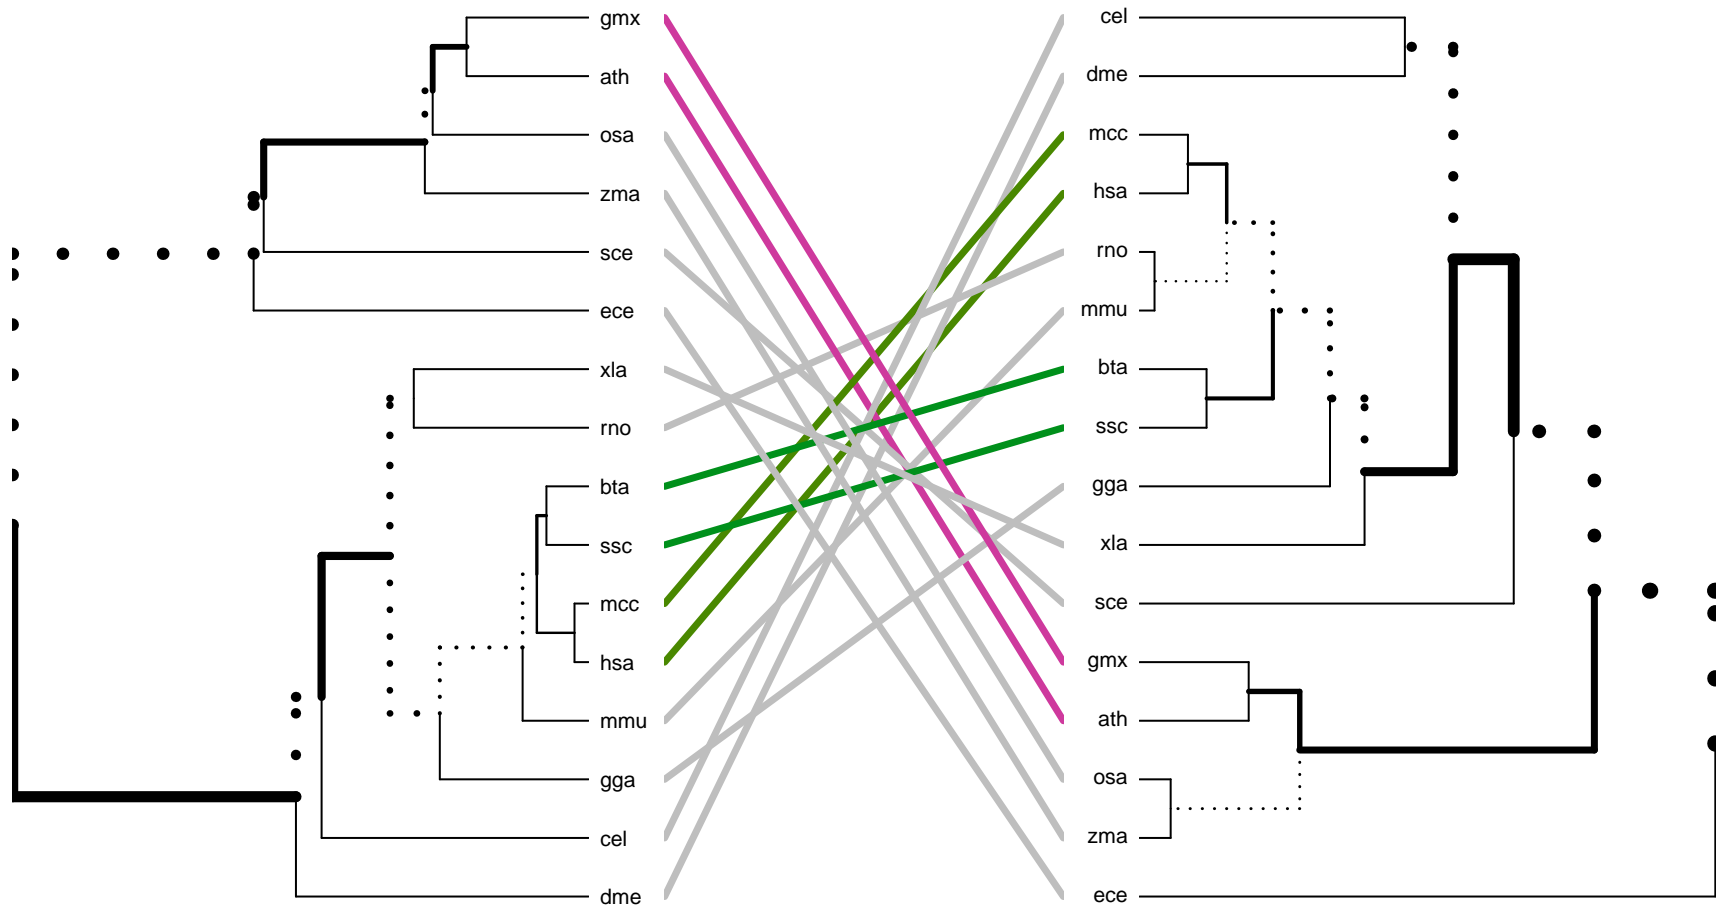 gmx
ath
osa
zma
sce
ece
xla
rno
bta
ssc
mcc
hsa
mmu
gga
cel
dme
cel
dme
mcc
hsa
rno
mmu
bta
ssc
gga
xla
sce
gmx
ath
osa
zma
ece